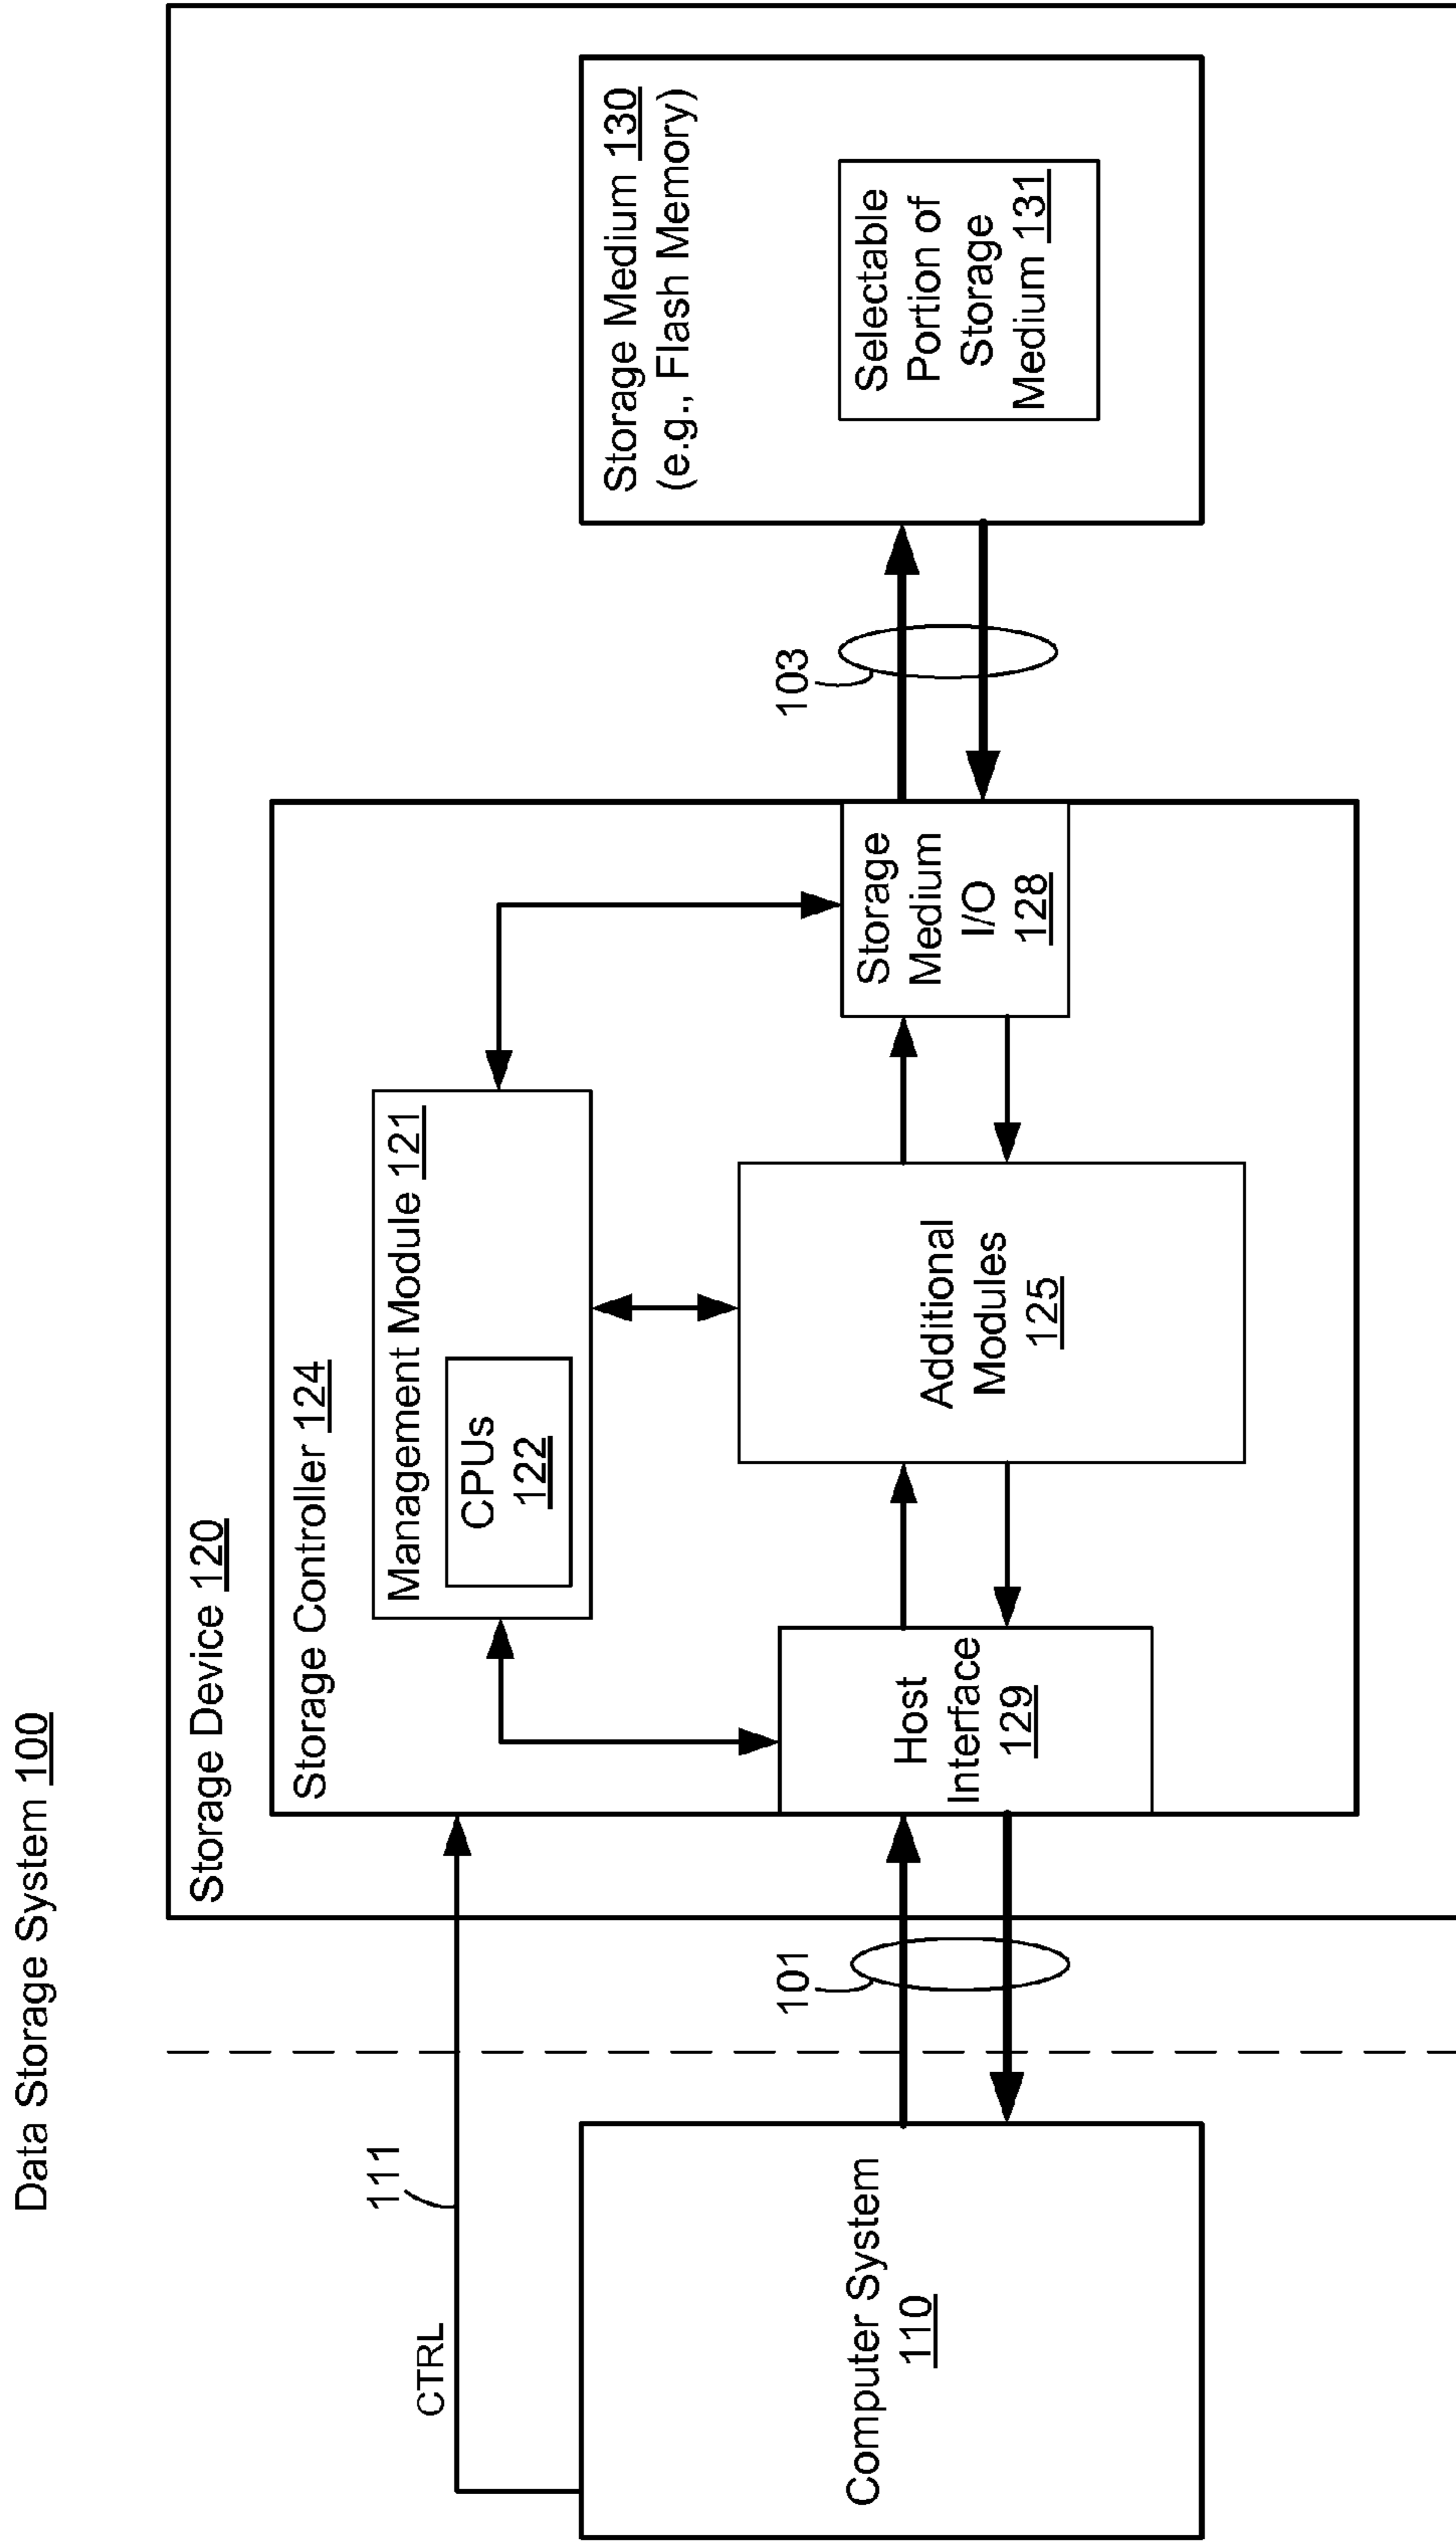 Data Storage System 100
Storage Device 120
Storage Controller 124
Management Module 121
CPUs
122
CTRL
111
Computer System
110
101
Host
Interface
129
Additional
Modules
125
Storage
Medium
I/O
128
103
Storage Medium 130
(e.g., Flash Memory)
Selectable
Portion of
Storage
Medium 131